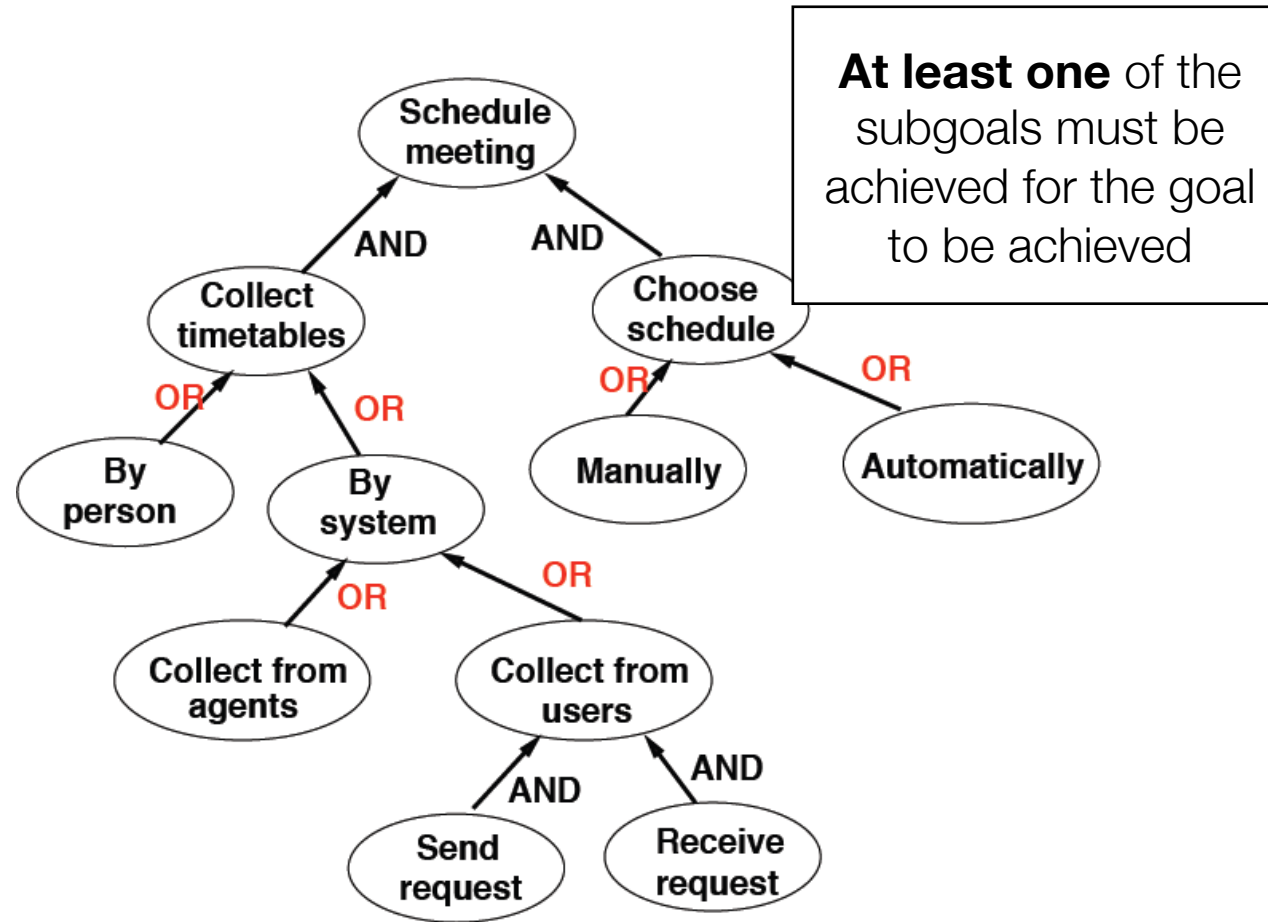 At least one of the
subgoals must be
achieved for the goal
to be achieved
Schedule
meeting
AND
AND
Collect
timetables
Choose
schedule
OR
OR
OR
OR
By
person
By
system
Manually
Automatically
OR
OR
Collect from
agents
Collect from
users
AND
AND
Send
request
Receive
request